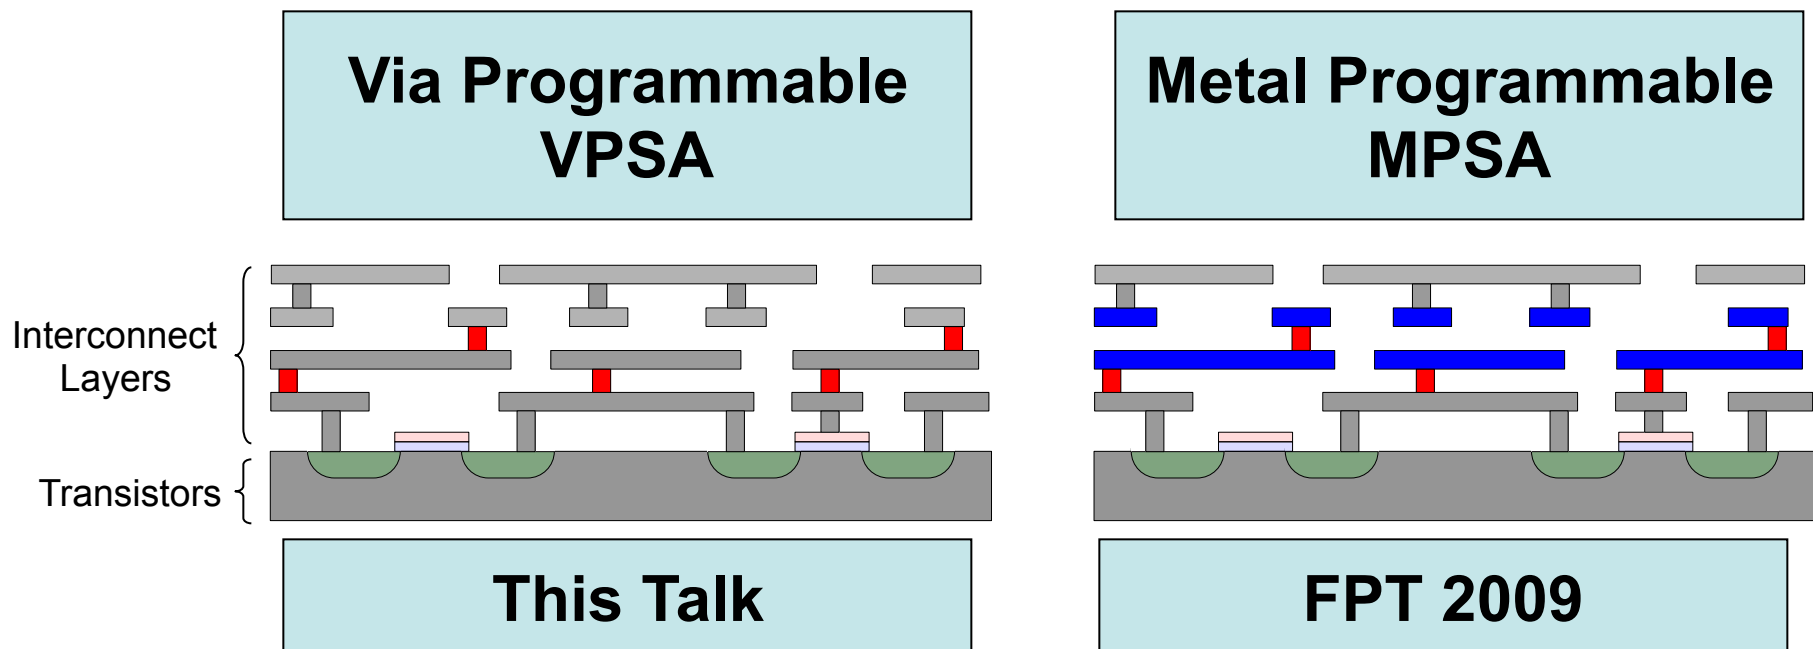 Via Programmable
VPSA
Metal Programmable
MPSA
Interconnect
Layers
Transistors
This Talk
FPT 2009